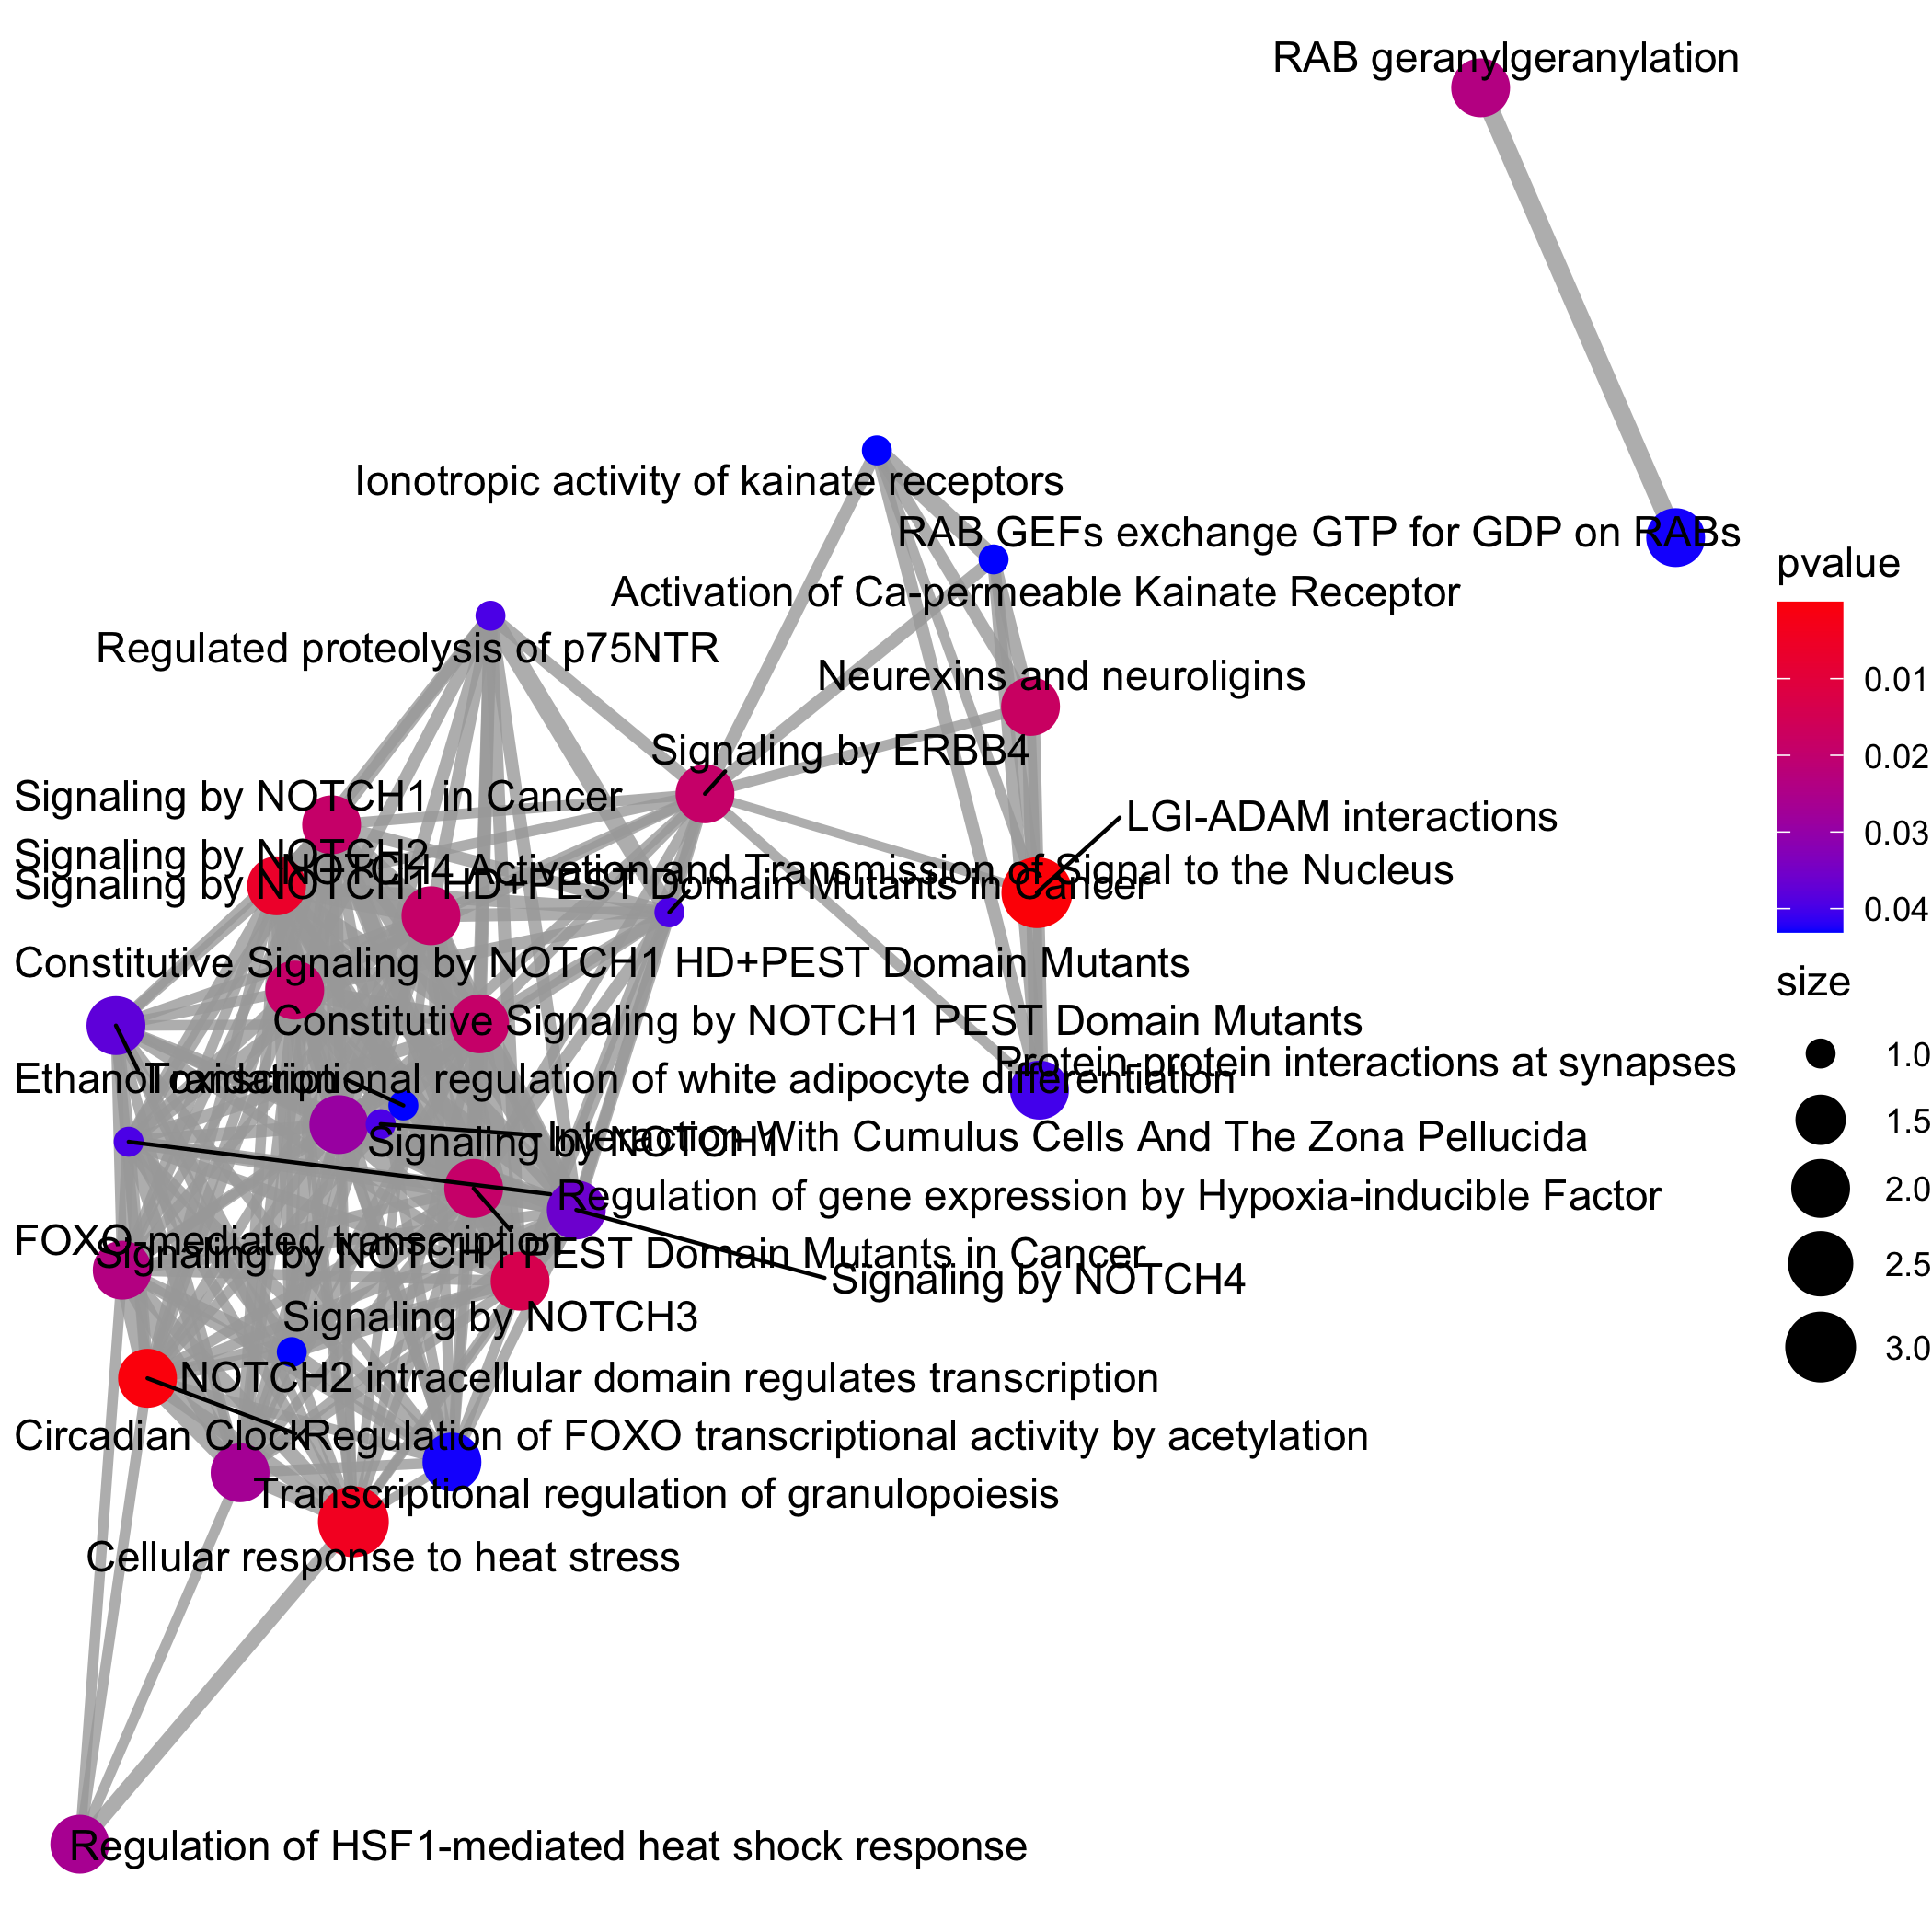 RAB geranylgeranylation
Ionotropic activity of kainate receptors
RAB GEFs exchange GTP for GDP on RABs
pvalue
Activation of Ca-permeable Kainate Receptor
Regulated proteolysis of p75NTR
Neurexins and neuroligins
0.01
Signaling by ERBB4
0.02
Signaling by NOTCH1 in Cancer
LGI-ADAM interactions
0.03
Signaling by NOTCH2
NOTCH4 Activation and Transmission of Signal to the Nucleus
Signaling by NOTCH1 HD+PEST Domain Mutants in Cancer
0.04
Constitutive Signaling by NOTCH1 HD+PEST Domain Mutants
size
Constitutive Signaling by NOTCH1 PEST Domain Mutants
1.0
Protein-protein interactions at synapses
Ethanol oxidation
Transcriptional regulation of white adipocyte differentiation
1.5
Signaling by NOTCH1
Interaction With Cumulus Cells And The Zona Pellucida
2.0
Regulation of gene expression by Hypoxia-inducible Factor
FOXO-mediated transcription
Signaling by NOTCH1 PEST Domain Mutants in Cancer
2.5
Signaling by NOTCH4
Signaling by NOTCH3
3.0
NOTCH2 intracellular domain regulates transcription
Circadian Clock
Regulation of FOXO transcriptional activity by acetylation
Transcriptional regulation of granulopoiesis
Cellular response to heat stress
Regulation of HSF1-mediated heat shock response